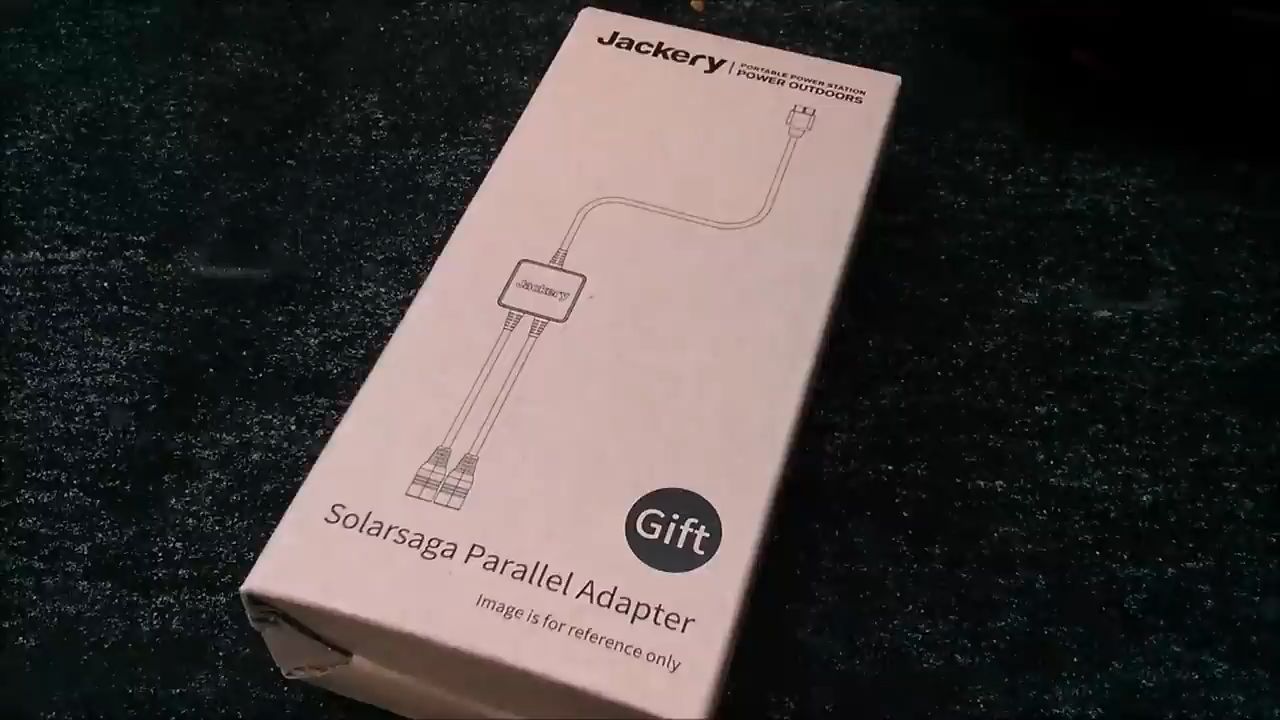 Jackery
PORTABLE POWER STATION
POWER OUTDOORS
Jackery
Gift
Solarsaga Parallel Adapter
Image is for reference only